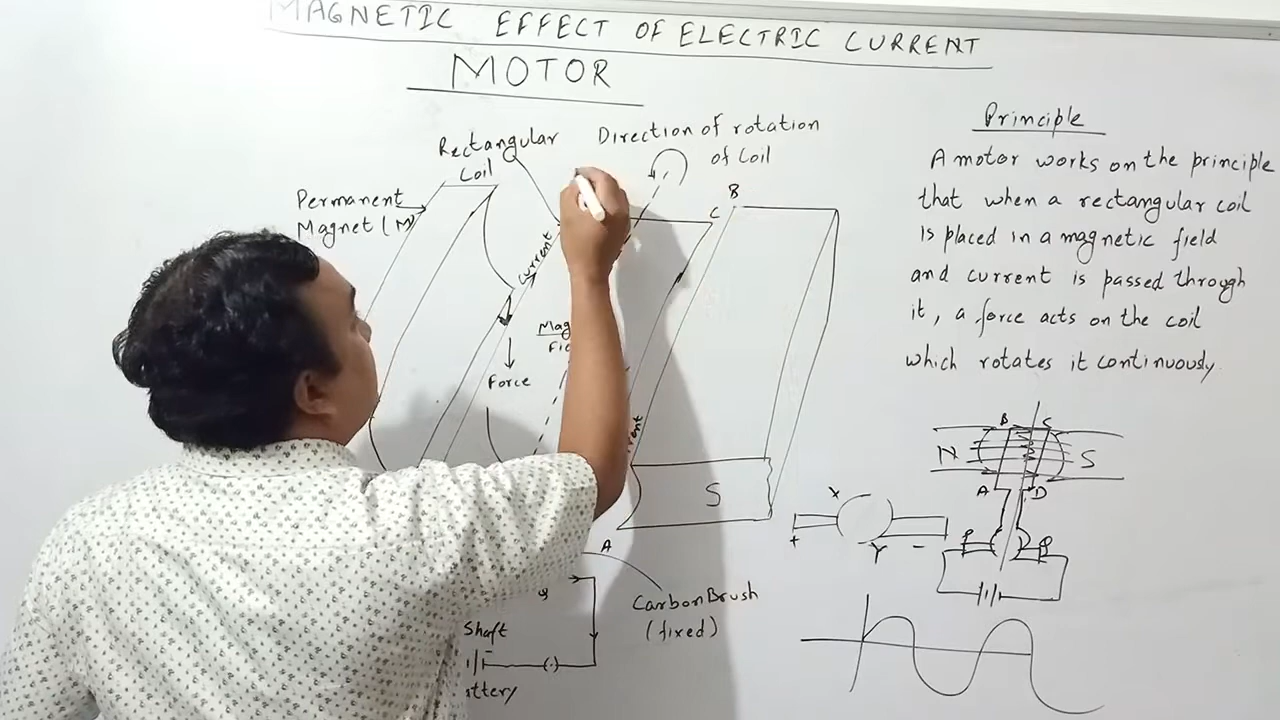 MAGNETIC EFFECT OF ELECTRIC CURRENT
MOTOR
Rectangular
Coil
Direction of rotation
of Coil
Permanent
Magnet (M)
Current
Force
C
B
S
A
Carbon Brush
(fixed)
Shaft
Principle
A motor works on the principle
that when a rectangular coil
is placed in a magnetic field
and current is passed through
it, a force acts on the coil
which rotates it continuously.
B C
N S
A D
X
+ Y -